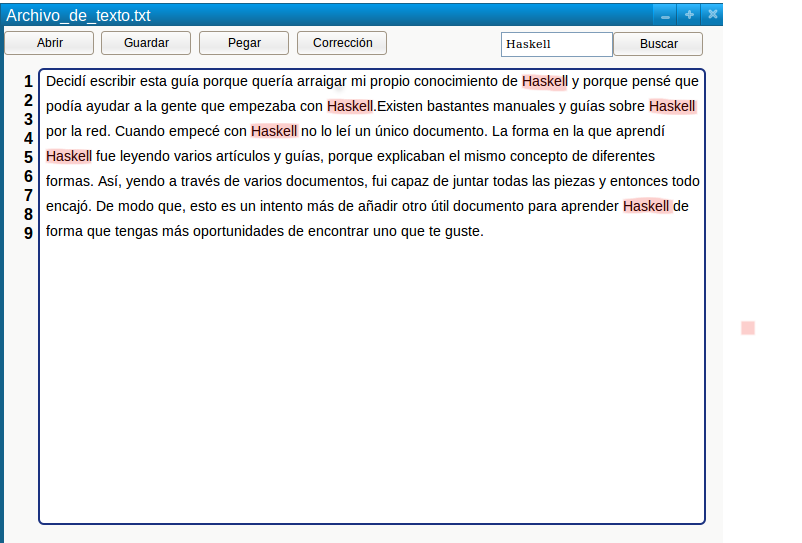 Archivo_de_texto.txt
Abrir Guardar Pegar Corrección Haskell Buscar
1 Decidí escribir esta guía porque quería arraigar mi propio conocimiento de Haskell y porque pensé que
2 podía ayudar a la gente que empezaba con Haskell.Existen bastantes manuales y guías sobre Haskell
3 por la red. Cuando empecé con Haskell no lo leí un único documento. La forma en la que aprendí
4 Haskell fue leyendo varios artículos y guías, porque explicaban el mismo concepto de diferentes
5 formas. Así, yendo a través de varios documentos, fui capaz de juntar todas las piezas y entonces todo
6 encajó. De modo que, esto es un intento más de añadir otro útil documento para aprender Haskell de
7 forma que tengas más oportunidades de encontrar uno que te guste.
8
9